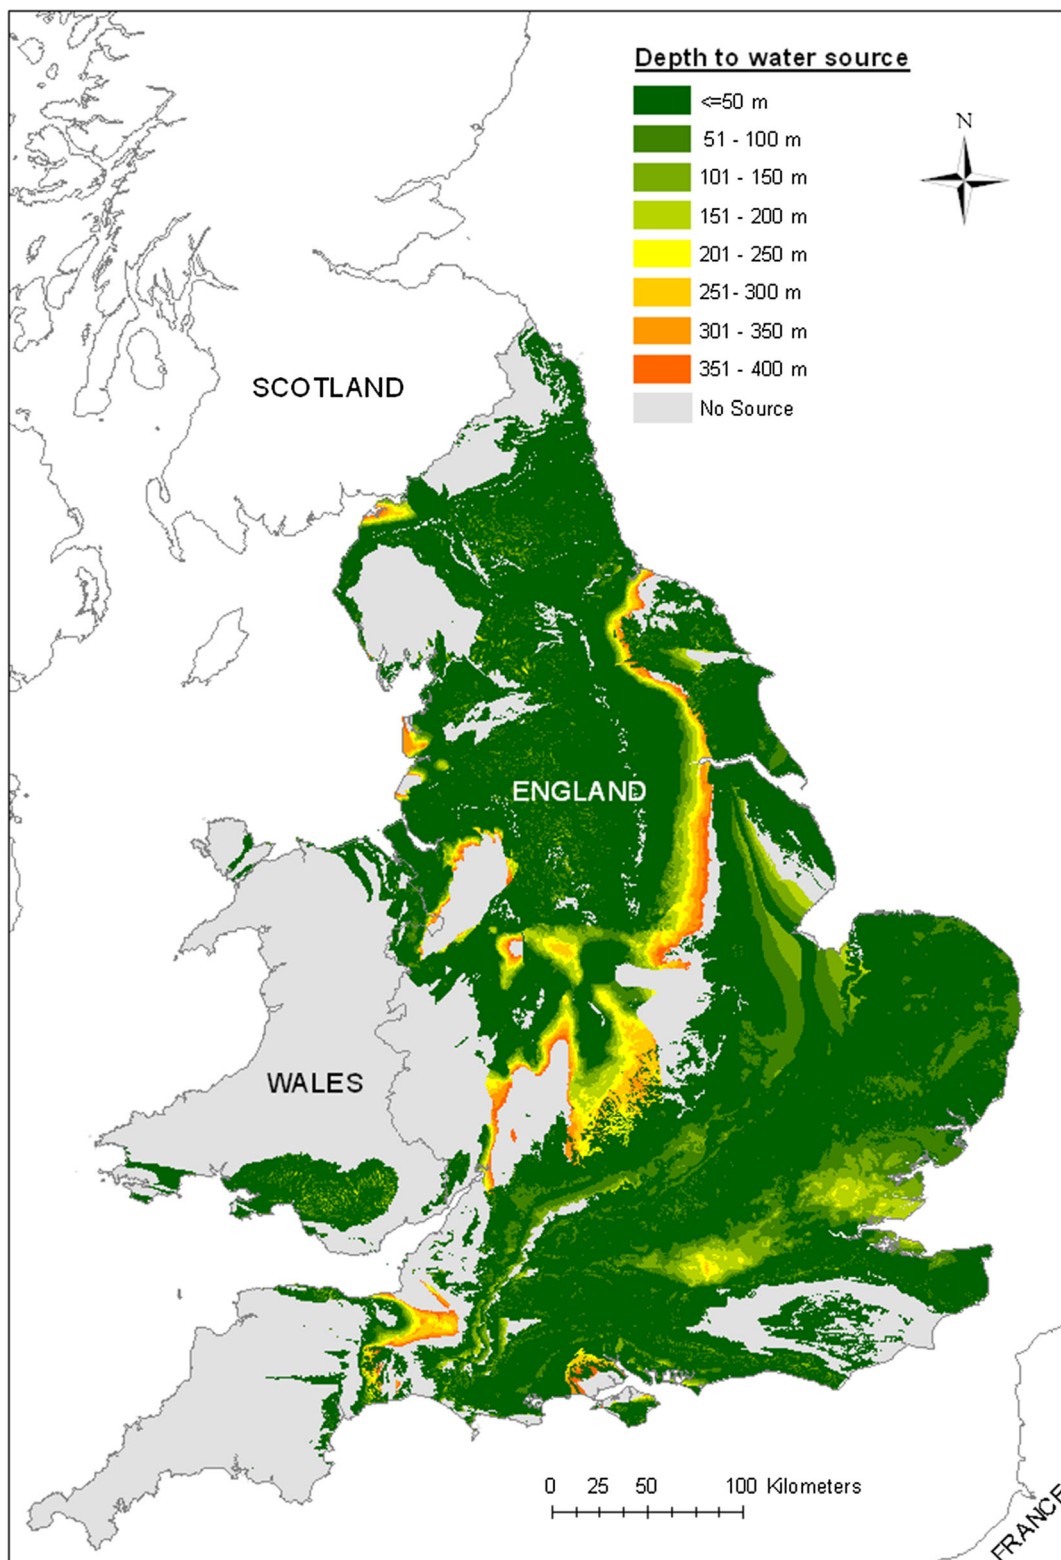 Depth to water source
<=50 m
51 - 100 m
101 - 150 m
151 - 200 m
201 - 250 m
251- 300 m
301 - 350 m
351 - 400 m
No Source
N
SCOTLAND
ENGLAND
WALES
0 25 50 100 Kilometers
FRANCE